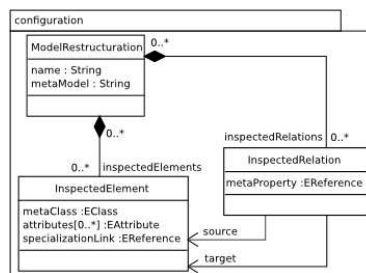 configuration
ModelRestructuration
0..*
name : String
metaModel : String
0..*
inspectedRelations 0..*
0..* inspectedElements
InspectedRelation
metaProperty :EReference
InspectedElement
metaClass :EClass
attributes[0..*] :EAttribute
specializationLink :EReference
source
target